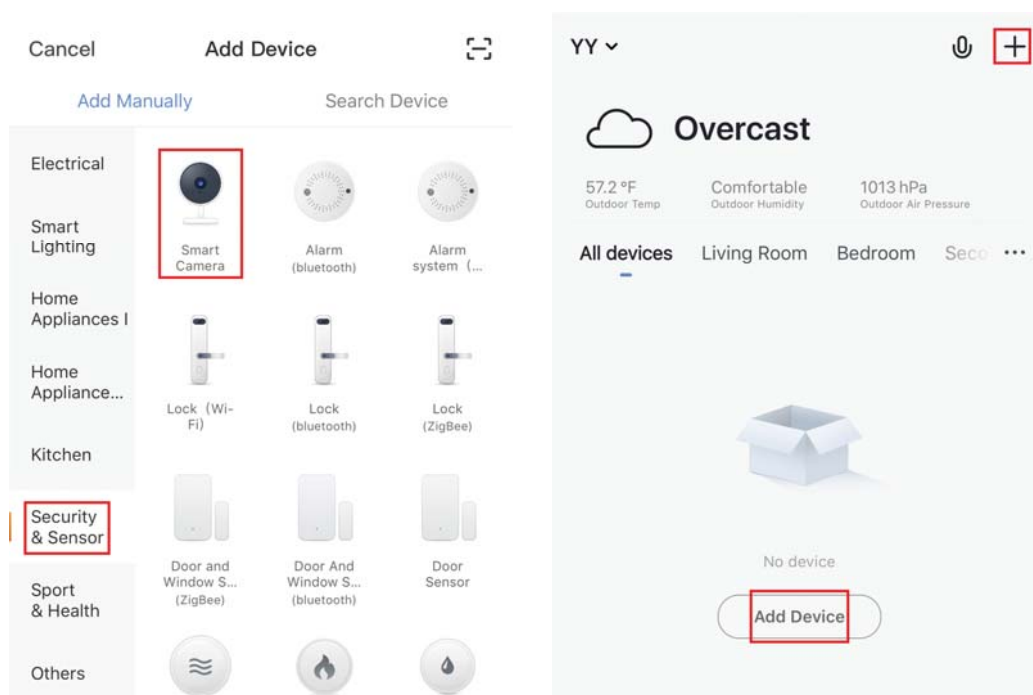 Cancel
Add Device
Add Manually
Search Device
Electrical
Smart
Lighting
Home
Appliances I
Home
Appliance...
Kitchen
Security
& Sensor
Sport
& Health
Others
Smart
Camera
Alarm
(bluetooth)
Alarm
system (...
Lock (Wi-
Fi)
Lock
(bluetooth)
Lock
(ZigBee)
Door and
Window S...
(ZigBee)
Door And
Window S...
(bluetooth)
Door
Sensor
YY
Overcast
57.2 °F
Outdoor Temp
Comfortable
Outdoor Humidity
1013 hPa
Outdoor Air Pressure
All devices Living Room Bedroom Seco ...
No device
Add Device